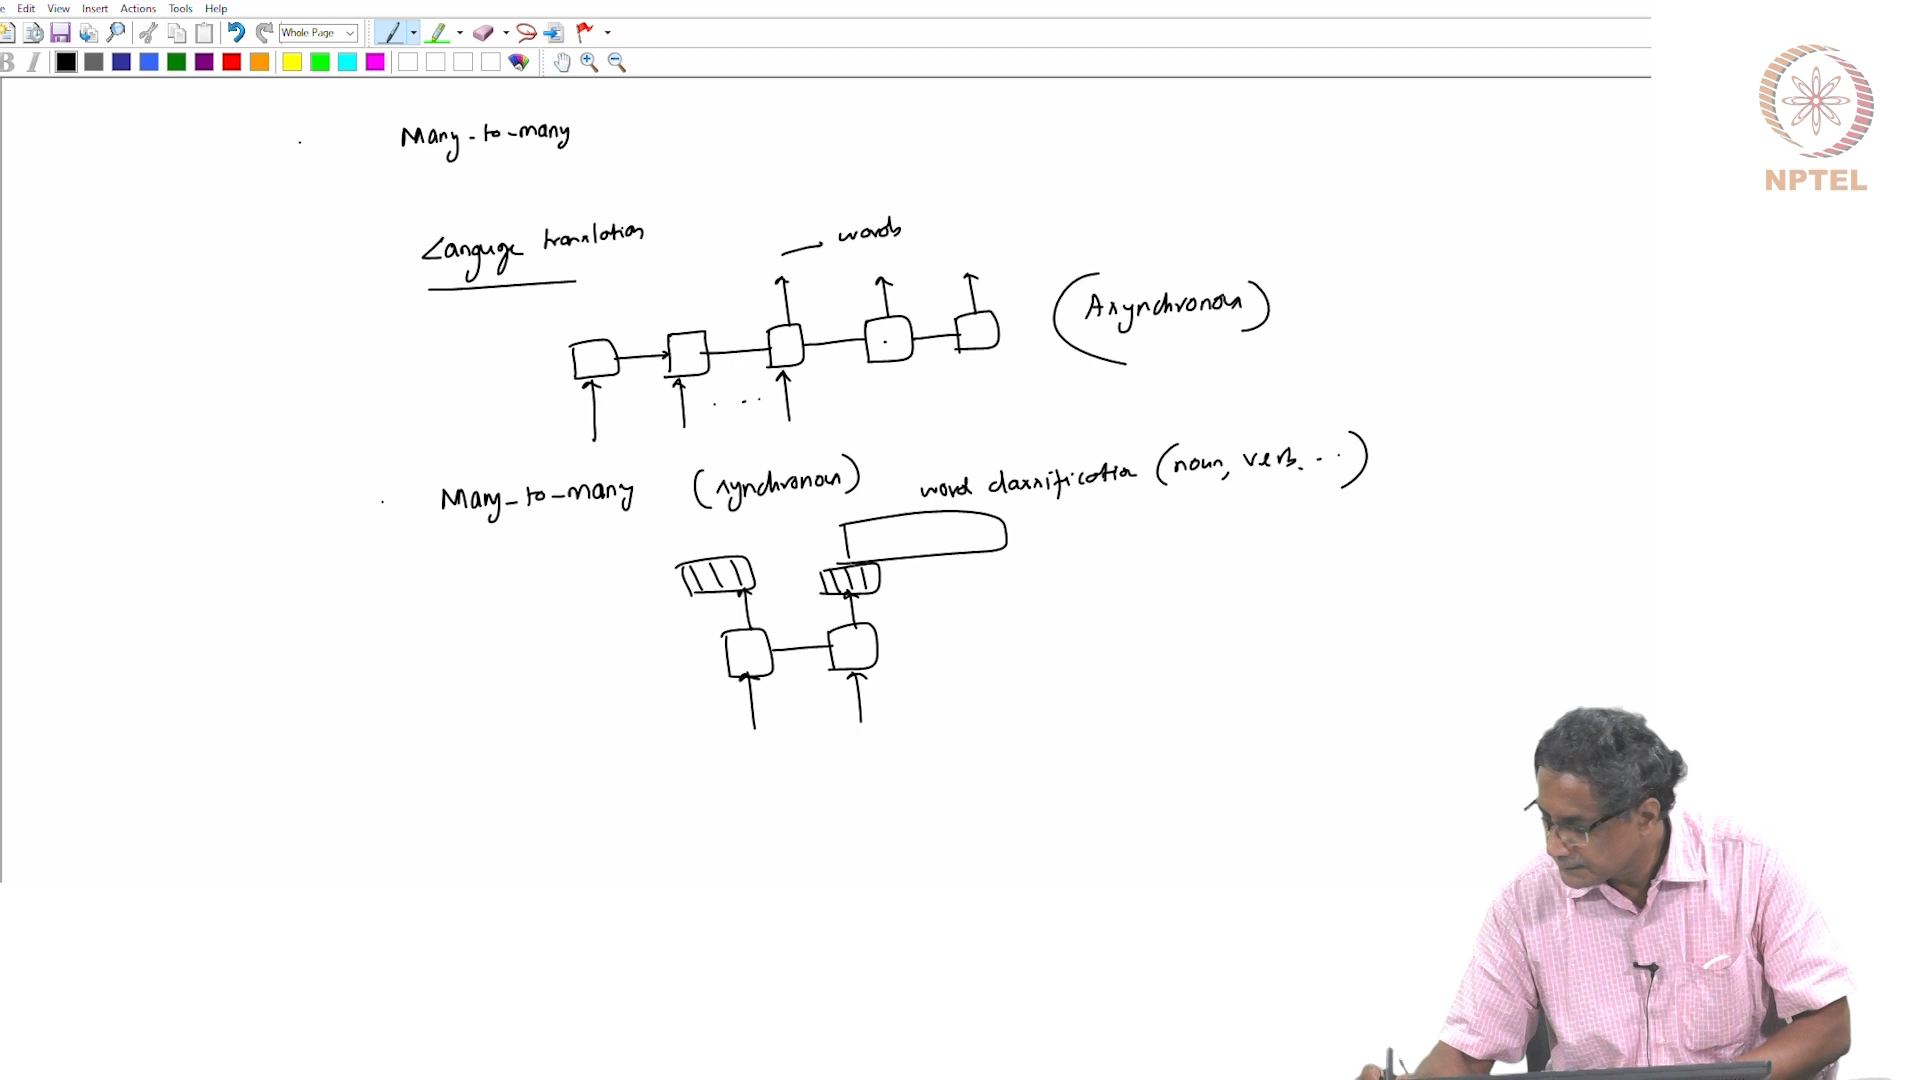 e Edit View Insert Actions Tools Help
Whole Page
B I
NPTEL
Many-to-many
Languge translation
words
(Asynchronous)
Many-to-many (synchronous)
word classification (noun, verb...)